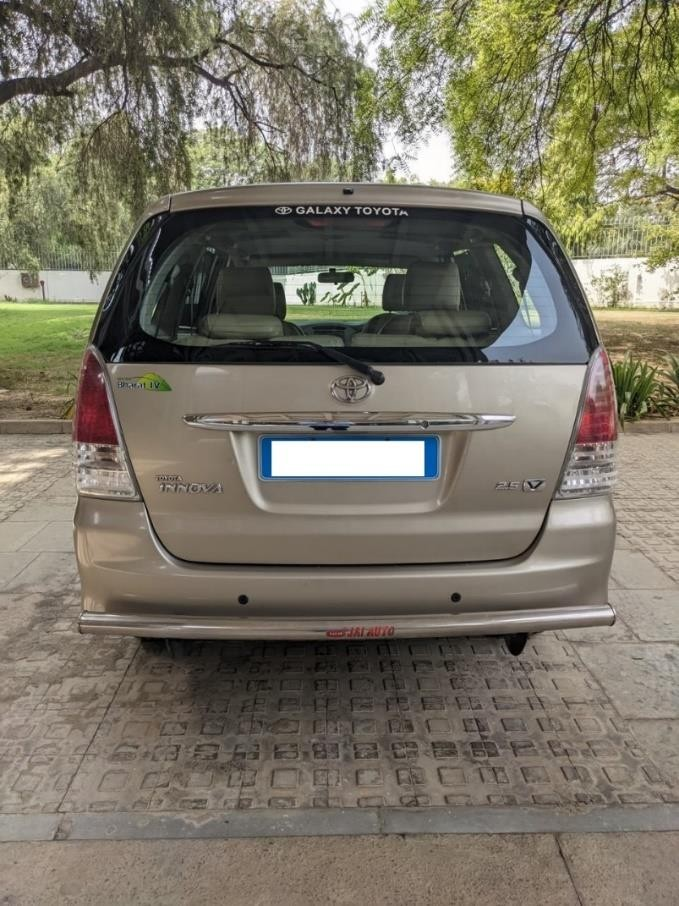 GALAXY TOYOTA
Bharat IV
TOYOTA
INNOVA
2.5 V
JAI AUTO